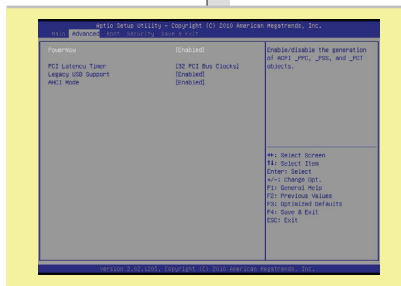 Aptio Setup Utility - Copyright (C) 2010 American Megatrends, Inc.
Main Advanced Boot Security Save & Exit
PowerNow [Enabled]
PCI Latency Timer [32 PCI Bus Clocks]
Legacy USB Support [Enabled]
AHCI Mode [Enabled]
Enable/disable the generation
of ACPI _PPC, _PSS, and _PCT
objects.
→←: Select Screen
↑↓: Select Item
Enter: Select
+/-: Change Opt.
F1: General Help
F2: Previous Values
F3: Optimized Defaults
F4: Save & Exit
ESC: Exit
Version 2.02.1205. Copyright (C) 2010 American Megatrends, Inc.